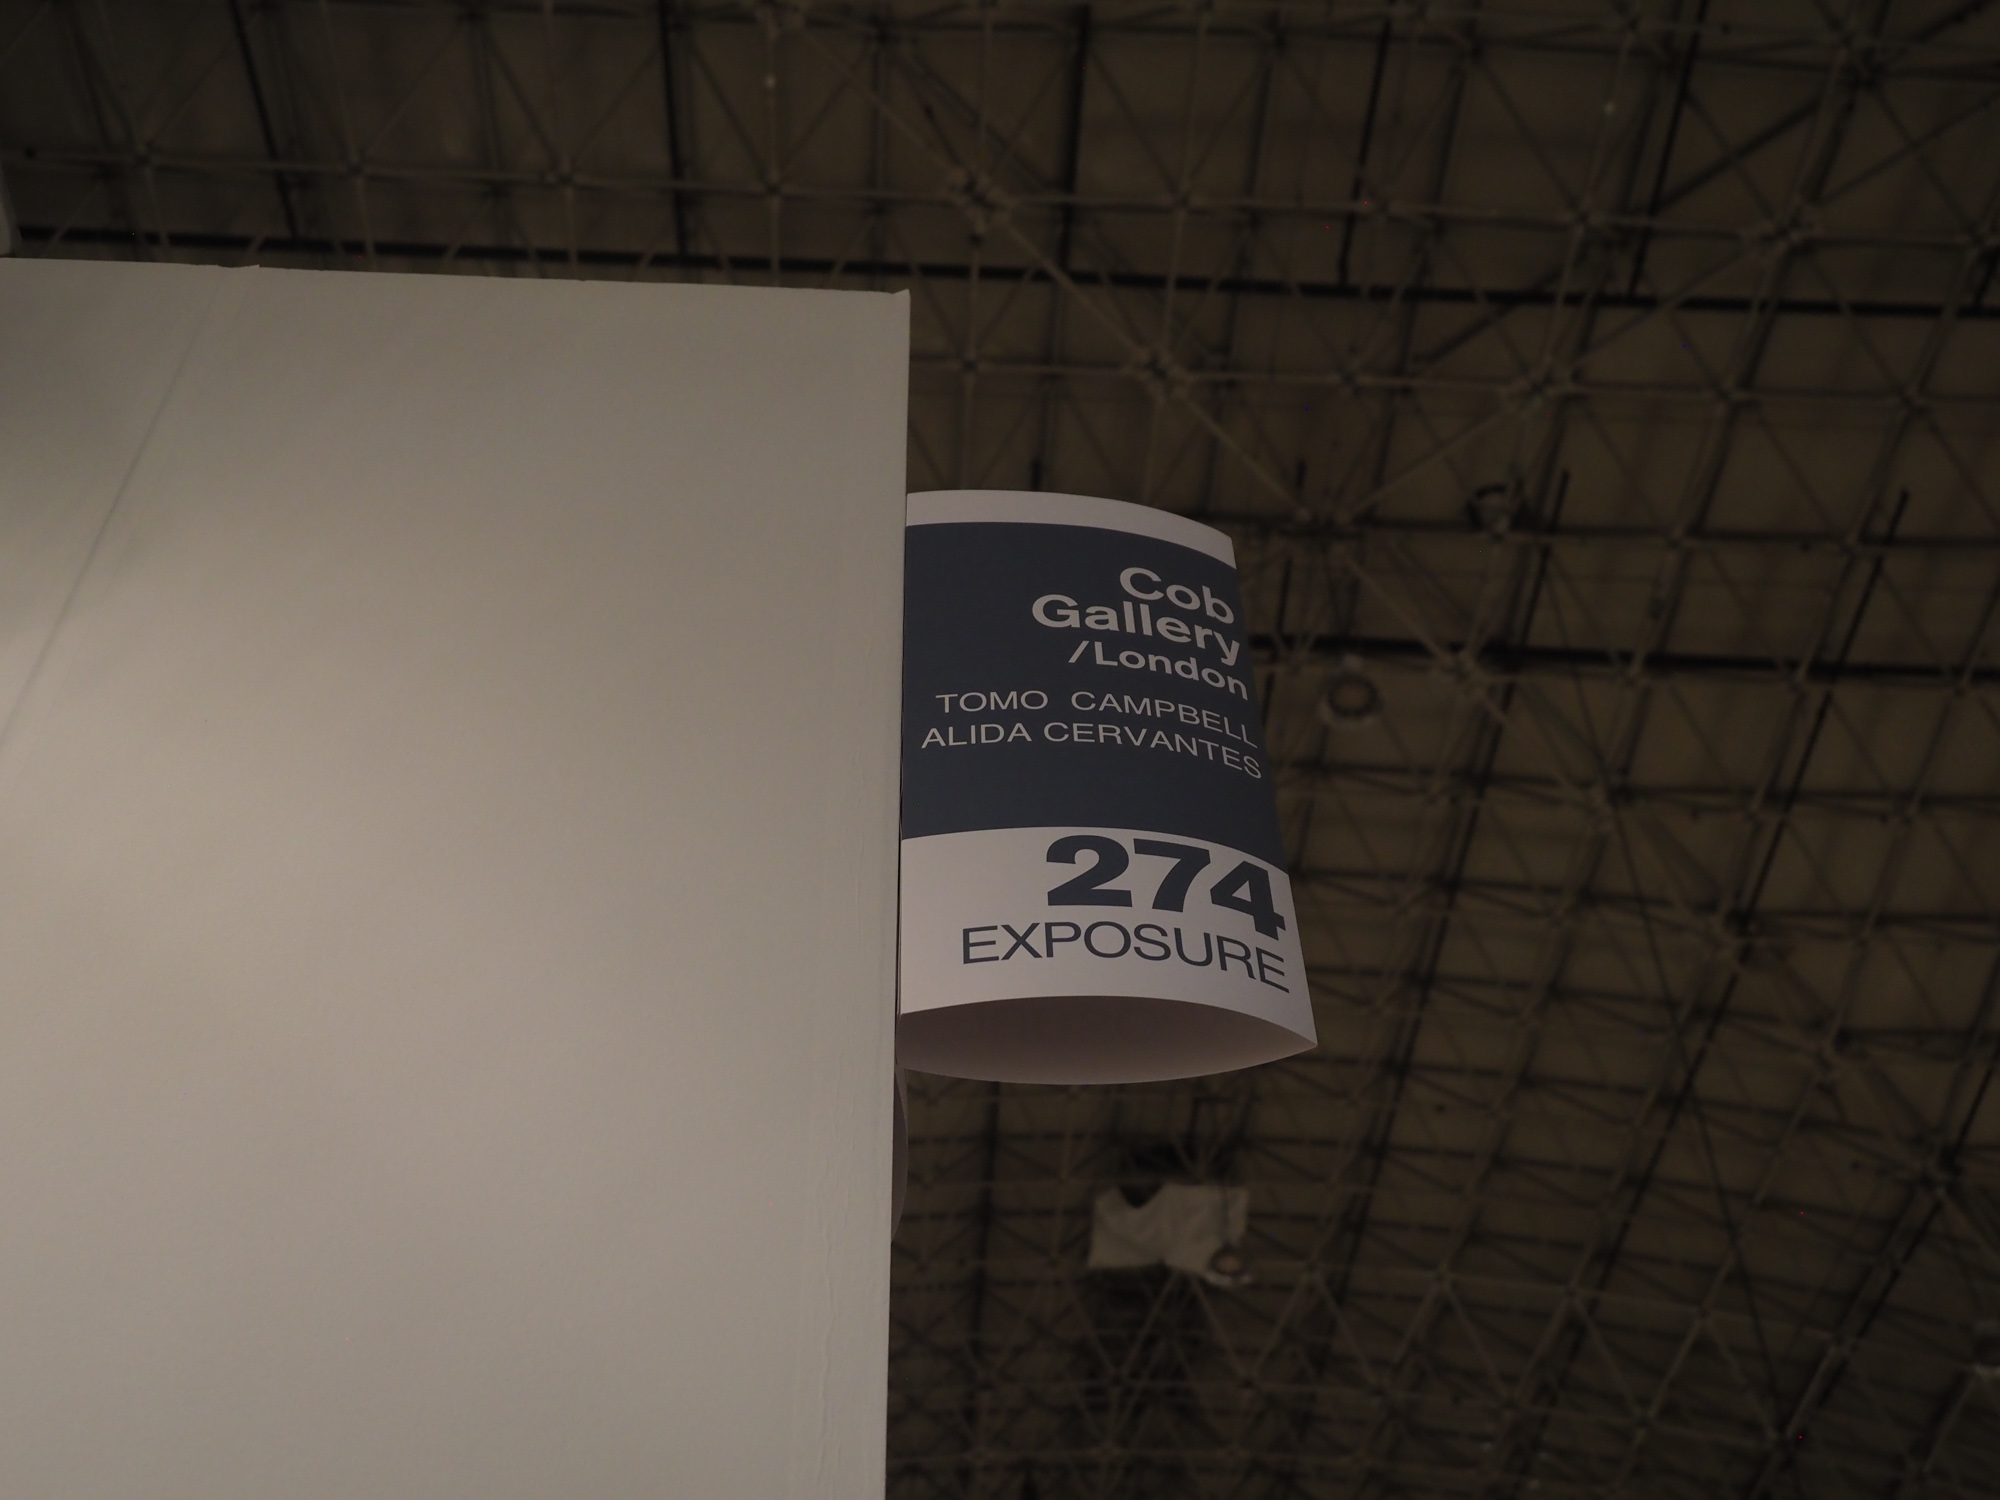 Cob
Gallery
/London
TOMO CAMPBELL
ALIDA CERVANTES
274
EXPOSURE